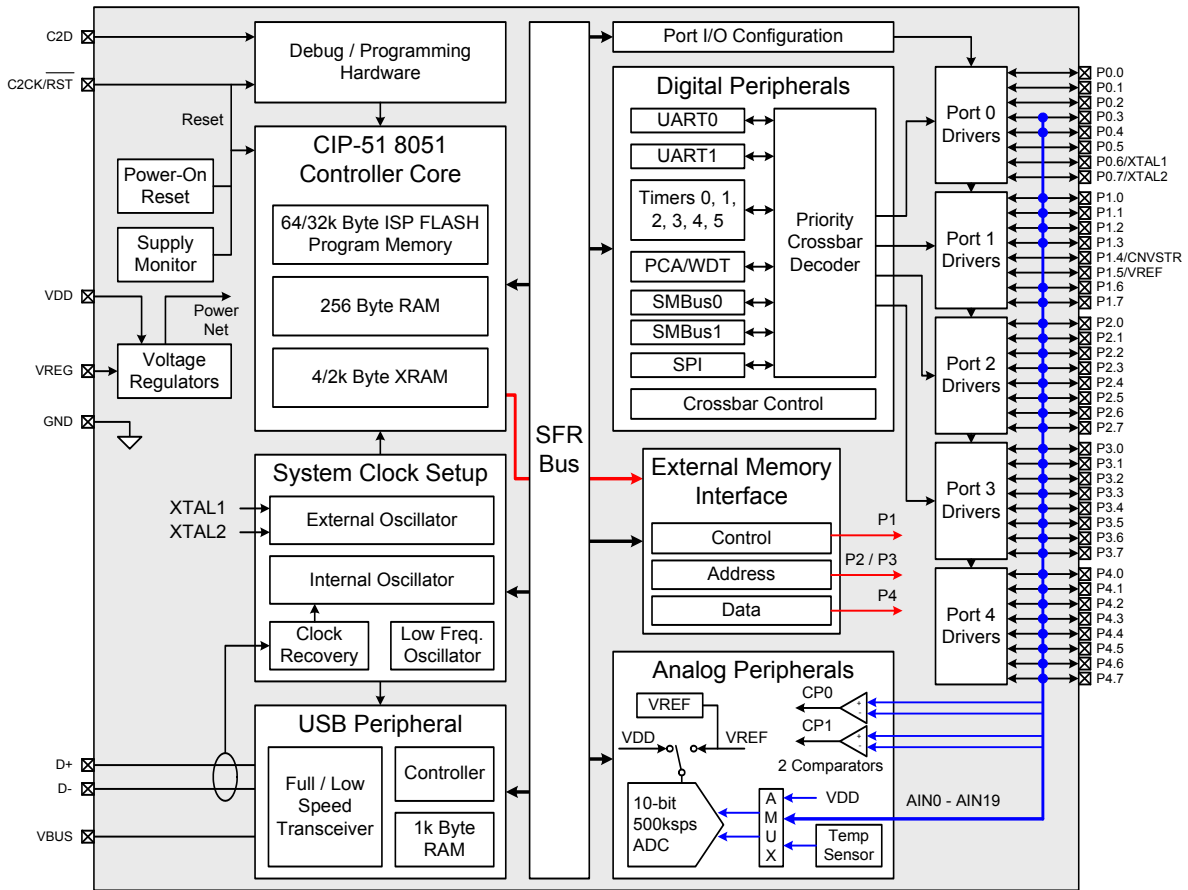 C2D
C2CK/RST
Debug / Programming
Hardware
Reset
Power-On
Reset
Supply
Monitor
VDD
Power
Net
VREG
Voltage
Regulators
GND
CIP-51 8051
Controller Core
64/32k Byte ISP FLASH
Program Memory
256 Byte RAM
4/2k Byte XRAM
System Clock Setup
XTAL1
XTAL2
External Oscillator
Internal Oscillator
Clock
Recovery
Low Freq.
Oscillator
USB Peripheral
D+
D-
VBUS
Full / Low
Speed
Transceiver
Controller
1k Byte
RAM
SFR
Bus
Port I/O Configuration
Digital Peripherals
UART0
UART1
Timers 0, 1,
2, 3, 4, 5
PCA/WDT
SMBus0
SMBus1
SPI
Priority
Crossbar
Decoder
Crossbar Control
External Memory
Interface
Control
Address
Data
P1
P2 / P3
P4
Analog Peripherals
VREF
VDD
VREF
CP0
+
-
CP1
+
-
2 Comparators
10-bit
500ksps
ADC
A
M
U
X
VDD
Temp
Sensor
AIN0 - AIN19
Port 0
Drivers
Port 1
Drivers
Port 2
Drivers
Port 3
Drivers
Port 4
Drivers
P0.0
P0.1
P0.2
P0.3
P0.4
P0.5
P0.6/XTAL1
P0.7/XTAL2
P1.0
P1.1
P1.2
P1.3
P1.4/CNVSTR
P1.5/VREF
P1.6
P1.7
P2.0
P2.1
P2.2
P2.3
P2.4
P2.5
P2.6
P2.7
P3.0
P3.1
P3.2
P3.3
P3.4
P3.5
P3.6
P3.7
P4.0
P4.1
P4.2
P4.3
P4.4
P4.5
P4.6
P4.7